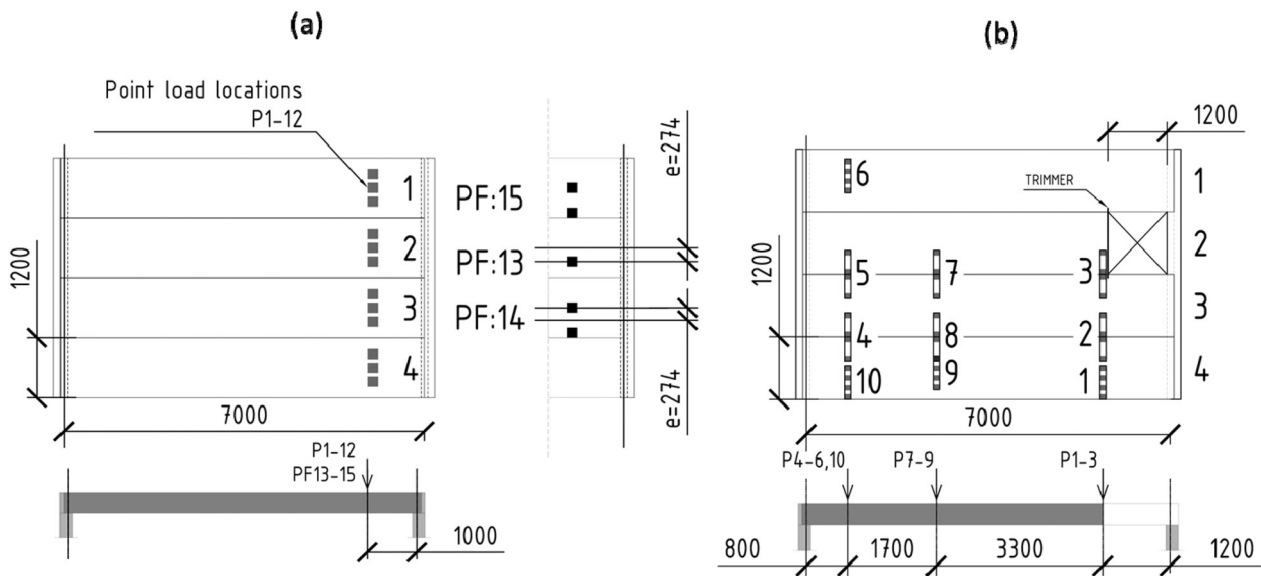 (a)
Point load locations
P1-12
1
2
3
4
1200
7000
P1-12
PF13-15
1000
PF:15
PF:13
PF:14
e=274
e=274
(b)
1200
TRIMMER
6
1
2
5
7
3
3
4
8
2
10
9
1
4
1200
7000
P4-6,10
P7-9
P1-3
800
1700
3300
1200